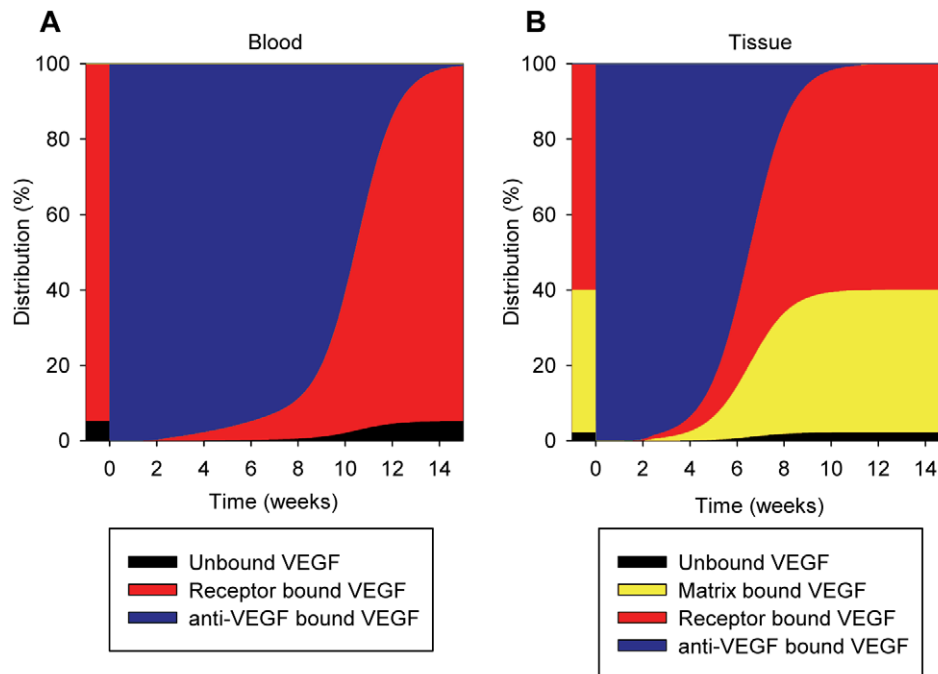 A
Blood
Distribution (%)
100
80
60
40
20
0
0 2 4 6 8 10 12 14
Time (weeks)
Unbound VEGF
Receptor bound VEGF
anti-VEGF bound VEGF
B
Tissue
Distribution (%)
100
80
60
40
20
0
0 2 4 6 8 10 12 14
Time (weeks)
Unbound VEGF
Matrix bound VEGF
Receptor bound VEGF
anti-VEGF bound VEGF